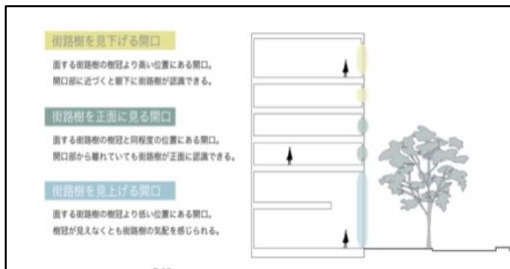 街路樹を見下げる開口
面する街路樹の樹冠より高い位置にある開口。
開口部に近づくと眼下に街路樹が認識できる。
街路樹を正面に見る開口
面する街路樹の樹冠と同程度の位置にある開口。
開口部から離れていても街路樹が正面に認識できる。
街路樹を見上げる開口
面する街路樹の樹冠より低い位置にある開口。
樹冠が見えなくとも街路樹の気配を感じられる。